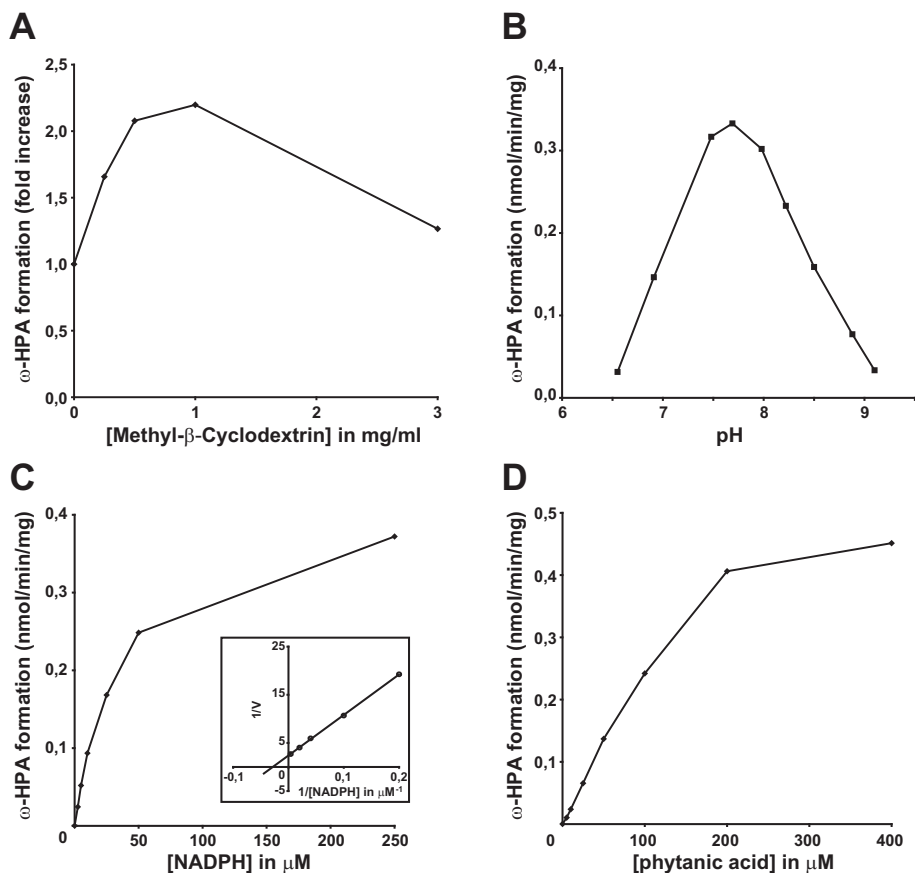 A
ω-HPA formation (fold increase)
2,5
2,0
1,5
1,0
0,5
0,0
0 1 2 3
[Methyl-β-Cyclodextrin] in mg/ml
B
ω-HPA formation (nmol/min/mg)
0,4
0,3
0,2
0,1
0,0
6 7 8 9
pH
C
ω-HPA formation (nmol/min/mg)
0,4
0,3
0,2
0,1
0
0 50 100 150 200 250
[NADPH] in μM
1/V
25
15
5
-5
-0,1 0 0,1 0,2
1/[NADPH] in μM-1
D
ω-HPA formation (nmol/min/mg)
0,5
0,4
0,3
0,2
0,1
0
0 100 200 300 400
[phytanic acid] in μM